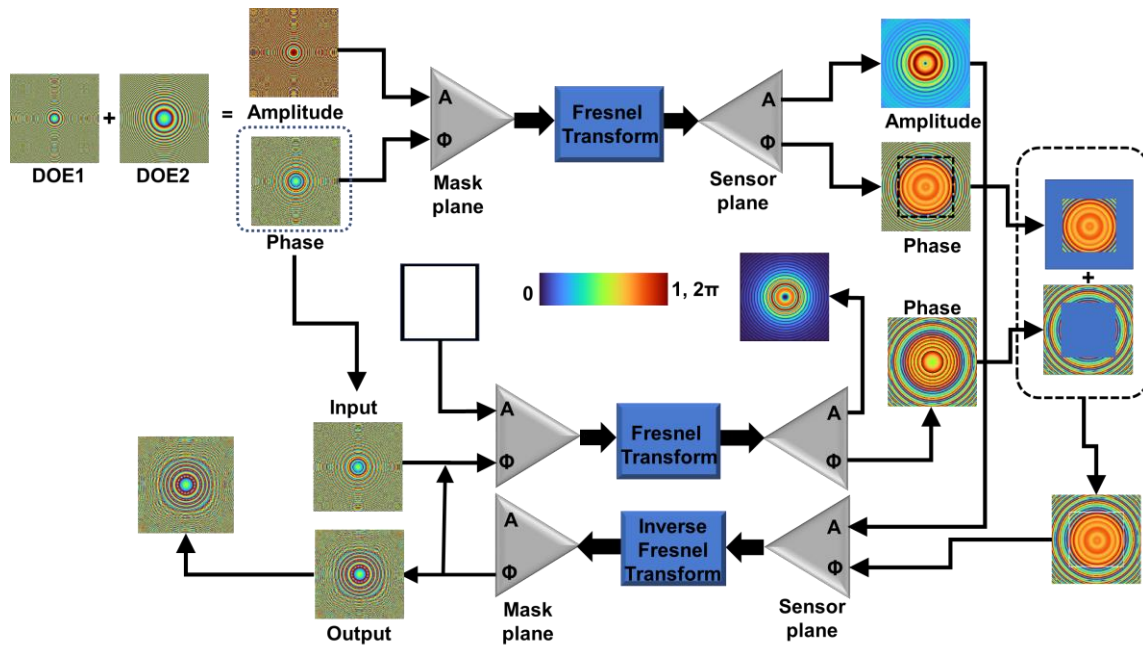 DOE1
+
DOE2
=
Amplitude
Phase
A
Φ
Mask
plane
Fresnel
Transform
A
Φ
Sensor
plane
Amplitude
Phase
+
0
1, 2π
Phase
Input
A
Φ
Fresnel
Transform
A
Φ
Output
A
Φ
Mask
plane
Inverse
Fresnel
Transform
A
Φ
Sensor
plane